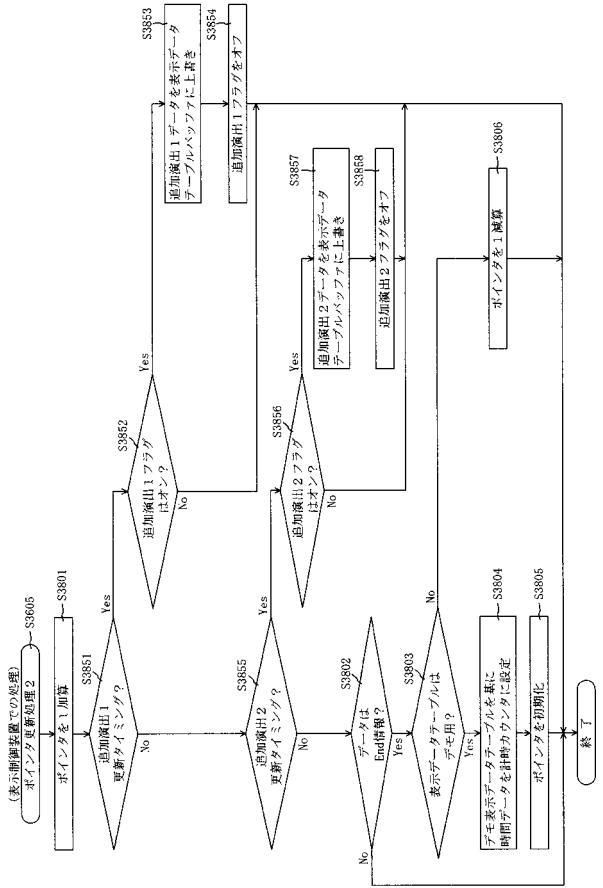 (表示制御装置での処理)
ポインタ更新処理2
S3605
S3801
ポインタを1加算
S3851
追加演出1
更新タイミング?
Yes
No
S3852
追加演出1フラグ
はオン?
Yes
No
S3853
追加演出1データを表示データ
テーブルバッファに上書き
S3854
追加演出1フラグをオフ
S3855
追加演出2
更新タイミング?
Yes
No
S3856
追加演出2フラグ
はオン?
Yes
No
S3857
追加演出2データを表示データ
テーブルバッファに上書き
S3858
追加演出2フラグをオフ
S3802
データは
End情報?
No
Yes
S3803
表示データテーブルは
デモ用?
No
Yes
S3804
デモ表示データテーブルを基に
時間データを計時カウンタに設定
S3805
ポインタを初期化
S3806
ポインタを1減算
終了